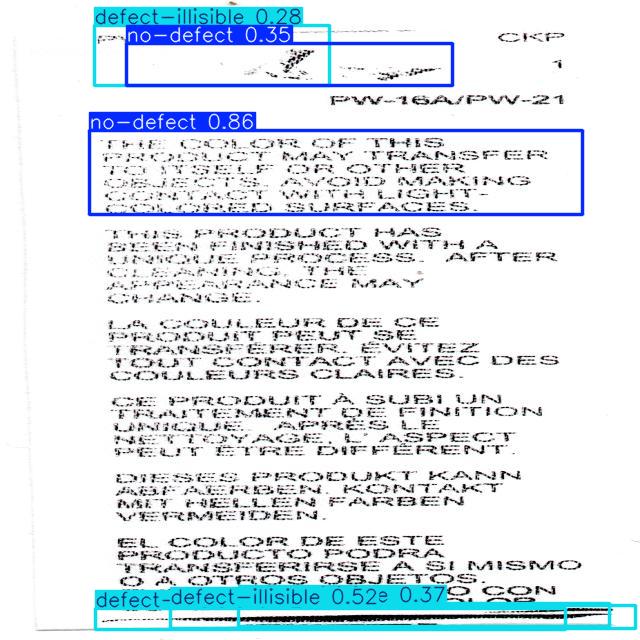 defect-illisible 0.28
no-defect 0.35
CKP
1
PW-16A/PW-21
no-defect 0.86
THE COLOR OF THIS
PRODUCT MAY TRANSFER
TO ITSELF OR OTHER
OBJECTS. AVOID MAKING
CONTACT WITH LIGHT-
COLORED SURFACES.
THIS PRODUCT HAS
BEEN FINISHED WITH A
UNIQUE PROCESS. AFTER
CLEANING, THE
APPEARANCE MAY
CHANGE.
LA COULEUR DE CE
PRODUIT PEUT SE
TRANSFÉRER. ÉVITEZ
TOUT CONTACT AVEC DES
COULEURS CLAIRES.
CE PRODUIT À SUBI UN
TRAITEMENT DE FINITION
UNIQUE. APRÈS LE
NETTOYAGE, L'ASPECT
PEUT ÊTRE DIFFÉRENT.
DIESES PRODUKT KANN
ABFAERBEN. KONTAKT
MIT HELLEN FARBEN
VERMEIDEN.
EL COLOR DE ESTE
PRODUCTO PODRA
TRANSFERIRSE A SI MISMO
O A OTROS OBJETOS.
O CON
defect-defect-illisible 0.52e 0.37